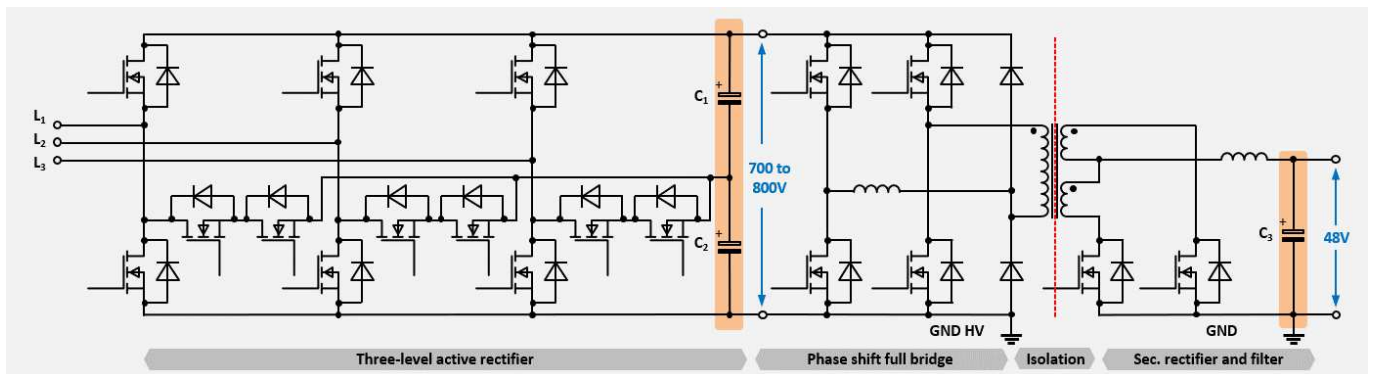 L1
L2
L3
+
C1
+
C2
700 to
800V
+
C3
48V
GND HV
GND
Three-level active rectifier
Phase shift full bridge
Isolation
Sec. rectifier and filter